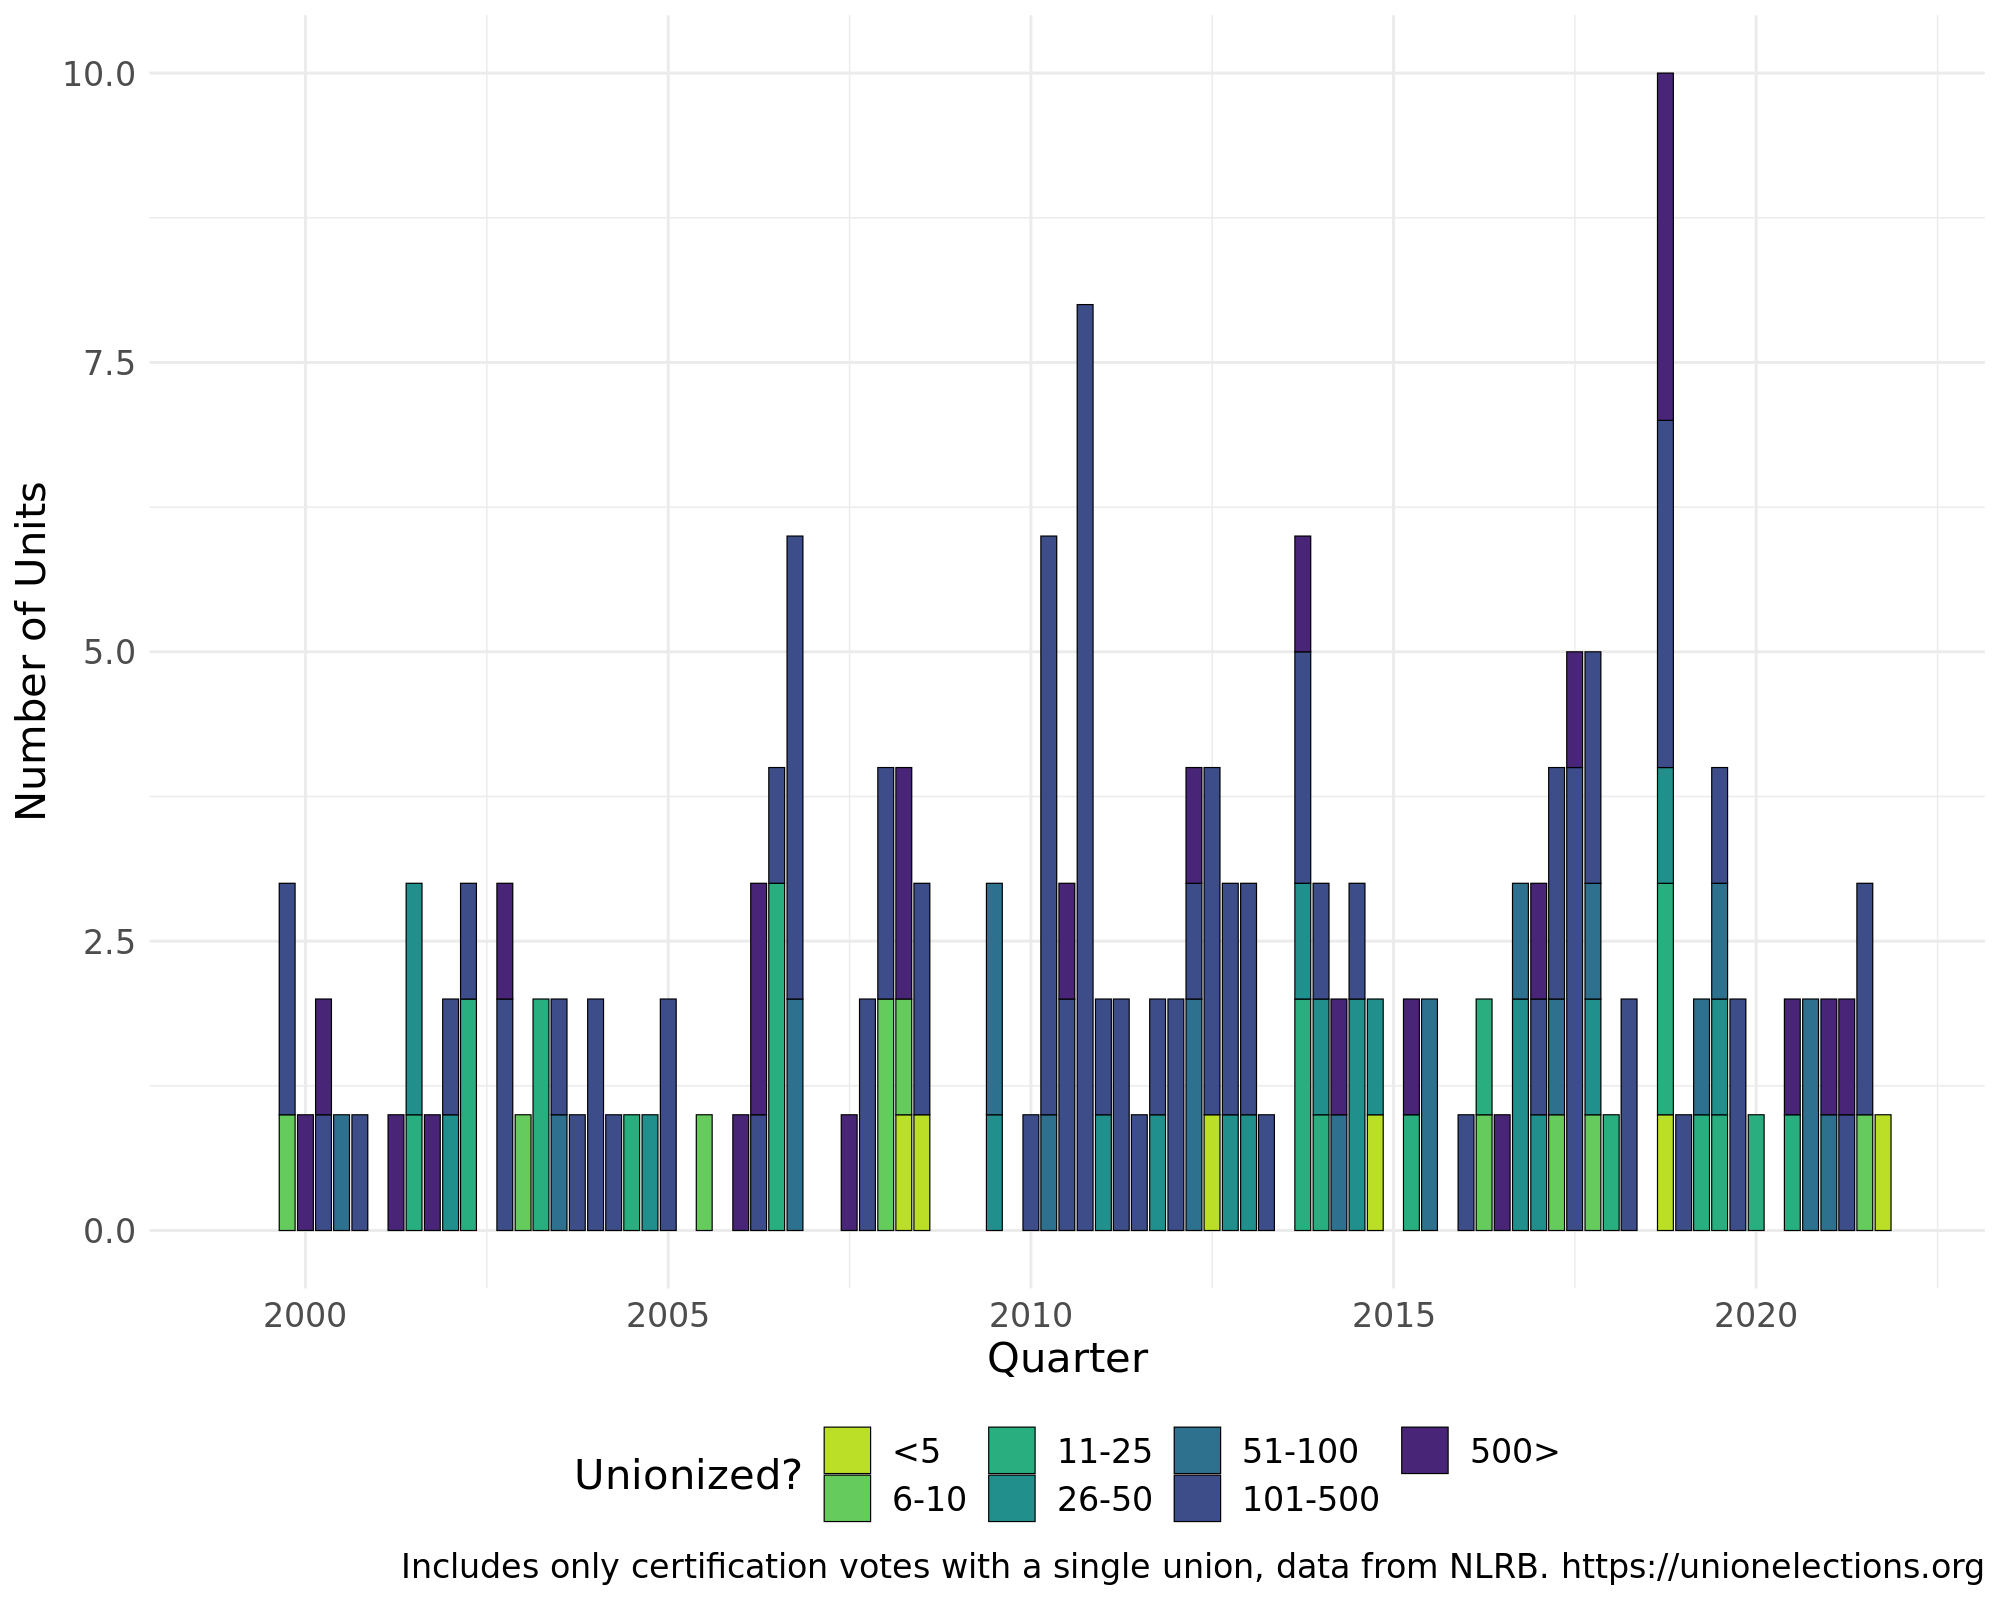 10.0
7.5
5.0
2.5
0.0
Number of Units
2000 2005 2010 2015 2020
Quarter
Unionized?
<5 11-25 51-100 500>
6-10 26-50 101-500
Includes only certification votes with a single union, data from NLRB. https://unionelections.org